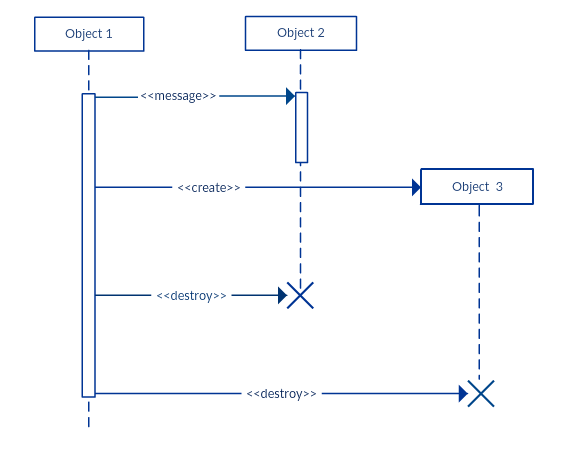 Object 1
Object 2
<<message>>
<<create>>
Object 3
<<destroy>>
<<destroy>>